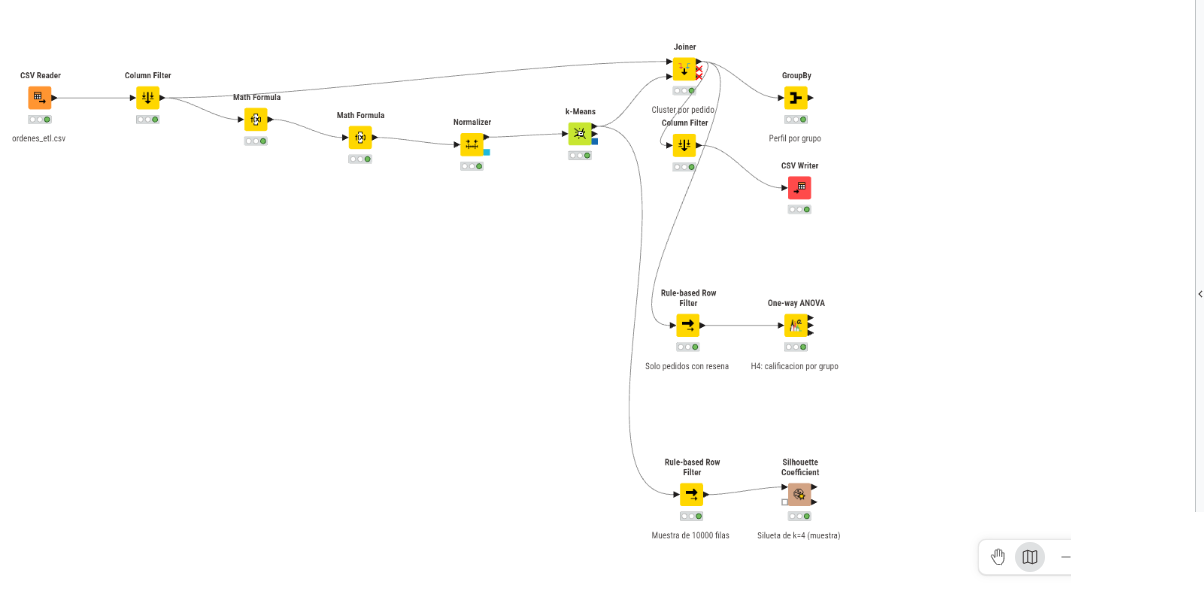 Joiner
CSV Reader
Column Filter
GroupBy
Math Formula
k-Means
Cluster por pedido
Math Formula
Normalizer
Column Filter
ordenes_etl.csv
Perfil por grupo
CSV Writer
Rule-based Row
Filter
One-way ANOVA
Solo pedidos con resena
H4: calificacion por grupo
Rule-based Row
Filter
Silhouette
Coefficient
Muestra de 10000 filas
Silueta de k=4 (muestra)